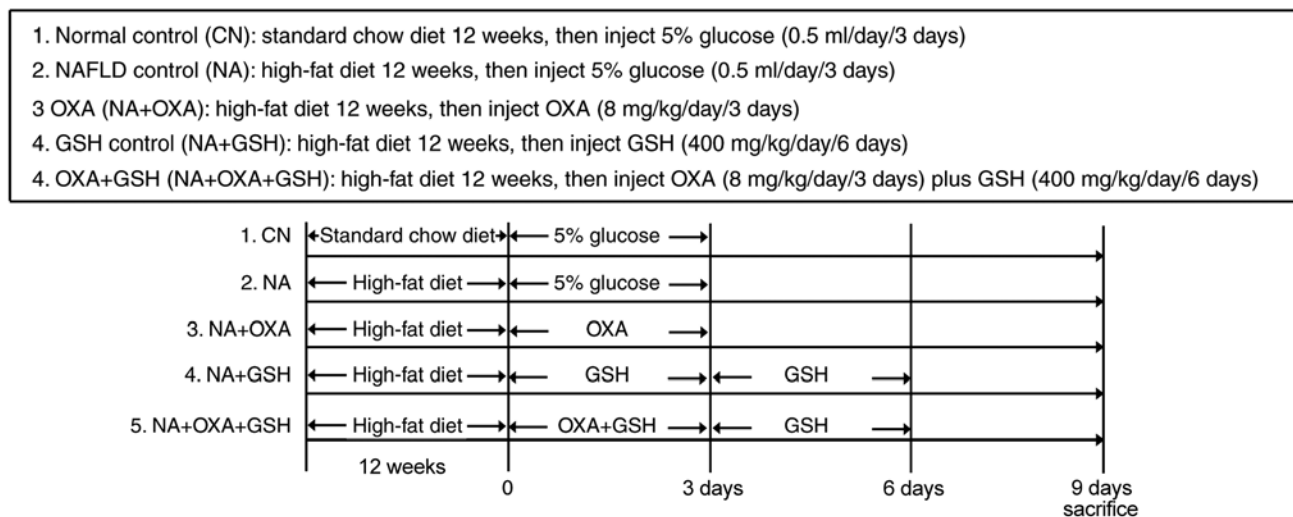 1. Normal control (CN): standard chow diet 12 weeks, then inject 5% glucose (0.5 ml/day/3 days)
2. NAFLD control (NA): high-fat diet 12 weeks, then inject 5% glucose (0.5 ml/day/3 days)
3 OXA (NA+OXA): high-fat diet 12 weeks, then inject OXA (8 mg/kg/day/3 days)
4. GSH control (NA+GSH): high-fat diet 12 weeks, then inject GSH (400 mg/kg/day/6 days)
4. OXA+GSH (NA+OXA+GSH): high-fat diet 12 weeks, then inject OXA (8 mg/kg/day/3 days) plus GSH (400 mg/kg/day/6 days)
1. CN Standard chow diet 5% glucose
2. NA High-fat diet 5% glucose
3. NA+OXA High-fat diet OXA
4. NA+GSH High-fat diet GSH GSH
5. NA+OXA+GSH High-fat diet OXA+GSH GSH
12 weeks
0 3 days 6 days 9 days
sacrifice